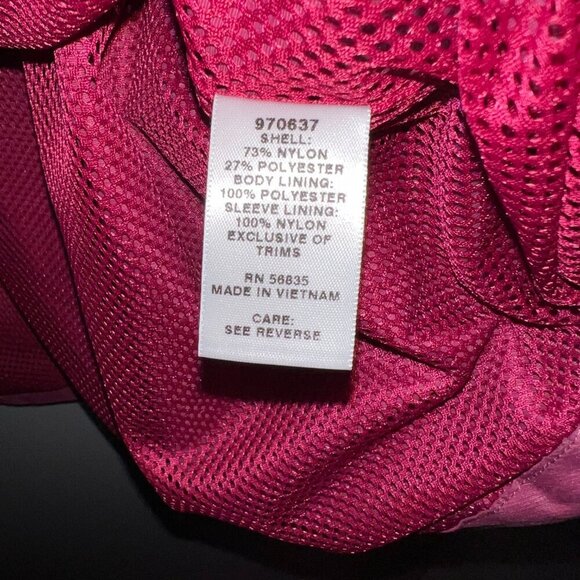 970637
SHELL:
73% NYLON
27% POLYESTER
BODY LINING:
100% POLYESTER
SLEEVE LINING:
100% NYLON
EXCLUSIVE OF
TRIMS
RN 56835
MADE IN VIETNAM
CARE:
SEE REVERSE